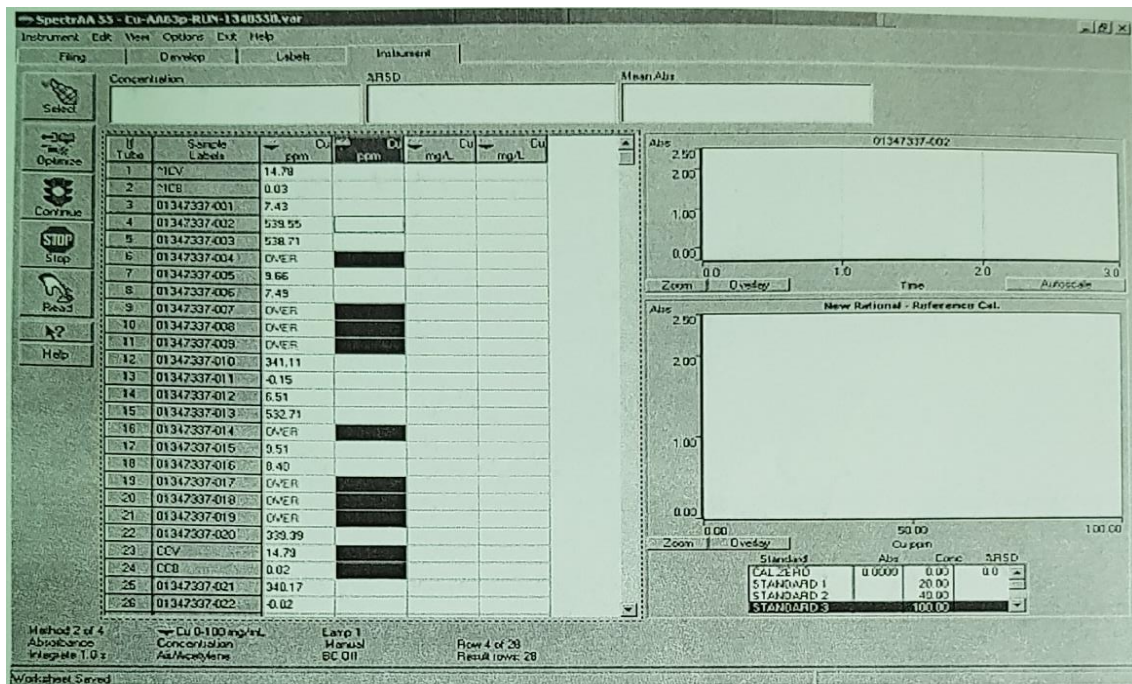 SpectrAA 55 - Cu-AA63p-RUN-1340550.var
Instrument Edit View Options Exit Help
Filing Develop Labels Instrument
Concentration %RSD Mean Abs
Select
Optimize
Continue
STOP
Stop
Read
Help
Tube Sample Labels Cu ppm Cu ppm Cu mg/L Cu mg/L
1 ^ICV 14.78
2 ^ICB 0.03
3 01347337-001 7.43
4 01347337-002 539.55
5 01347337-003 538.71
6 01347337-004 OVER
7 01347337-005 9.66
8 01347337-006 7.49
9 01347337-007 OVER
10 01347337-008 OVER
11 01347337-009 OVER
12 01347337-010 341.11
13 01347337-011 -0.15
14 01347337-012 6.51
15 01347337-013 532.71
16 01347337-014 OVER
17 01347337-015 9.51
18 01347337-016 8.40
19 01347337-017 OVER
20 01347337-018 OVER
21 01347337-019 OVER
22 01347337-020 339.39
23 CCV 14.79
24 CCB 0.02
25 01347337-021 340.17
26 01347337-022 -0.02
Abs 01347337-002
2.50
2.00
1.00
0.00
0.0 1.0 2.0 3.0
Zoom Overlay Time Autoscale
Abs New Rational - Reference Cal.
2.50
2.00
1.00
0.00
0.00 50.00 100.00
Zoom Overlay Cu ppm
Standard Abs Conc %RSD
CAL ZERO 0.0000 0.00 0.0
STANDARD 1 20.00
STANDARD 2 40.00
STANDARD 3 100.00
Method 2 of 4 Cu 0-100 mg/mL Lamp 1
Absorbance Concentration Manual Row 4 of 28
Integrate 1.0 s Air/Acetylene BC Off Result rows: 28
Worksheet Saved